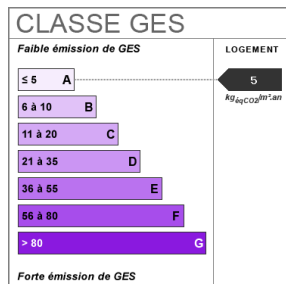 CLASSE GES
Faible émission de GES
LOGEMENT
≤ 5 A
5
kgéqCO2/m².an
6 à 10 B
11 à 20 C
21 à 35 D
36 à 55 E
56 à 80 F
> 80 G
Forte émission de GES